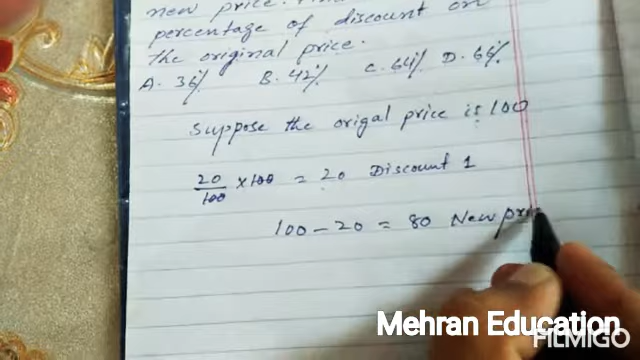 new price.
percentage of discount on
the original price.
A. 36% B. 42% C. 64% D. 66%
Suppose the origal price is 100
20/100 × 100 = 20 Discount 1
100 - 20 = 80 New pri
Mehran Education
FILMIGO